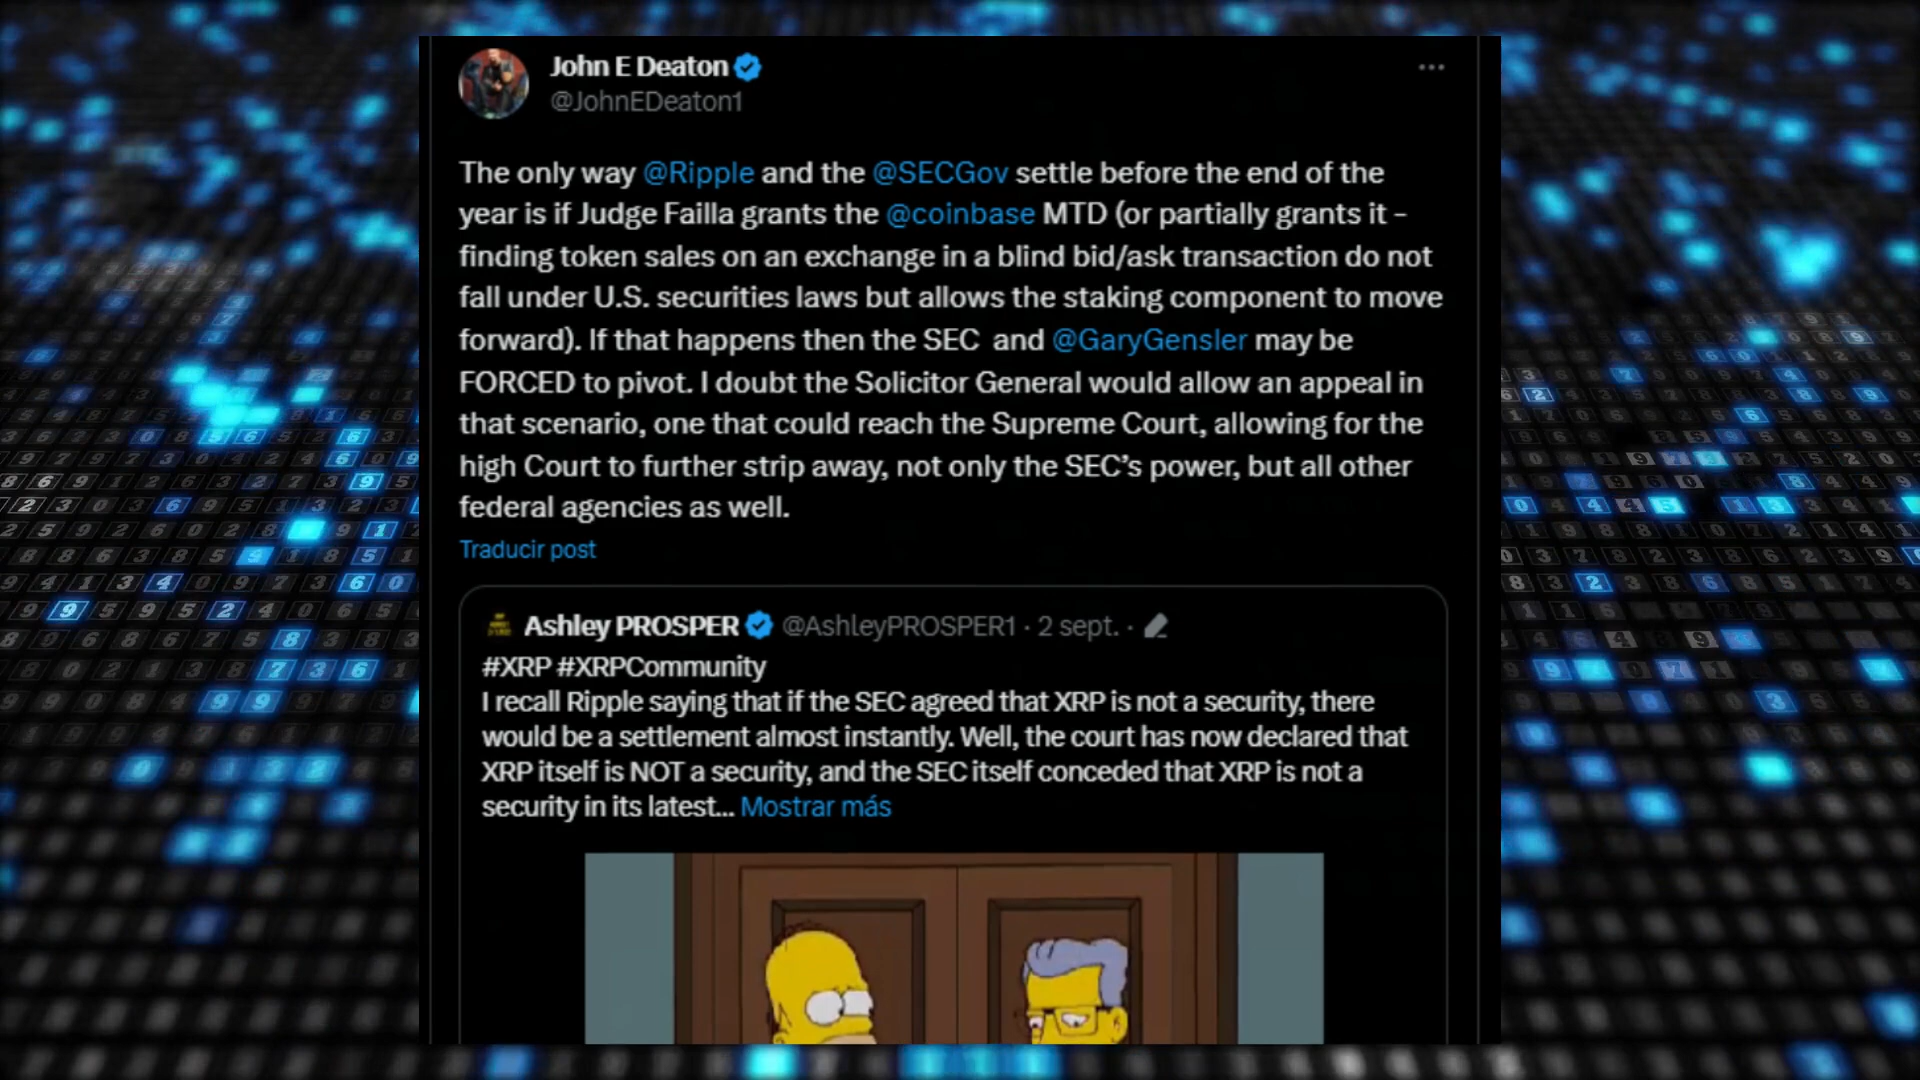 John E Deaton
@JohnEDeaton1
The only way @Ripple and the @SECGov settle before the end of the
year is if Judge Failla grants the @coinbase MTD (or partially grants it –
finding token sales on an exchange in a blind bid/ask transaction do not
fall under U.S. securities laws but allows the staking component to move
forward). If that happens then the SEC  and @GaryGensler may be
FORCED to pivot. I doubt the Solicitor General would allow an appeal in
that scenario, one that could reach the Supreme Court, allowing for the
high Court to further strip away, not only the SEC’s power, but all other
federal agencies as well.
Traducir post
Ashley PROSPER @AshleyPROSPER1 · 2 sept. ·
#XRP #XRPCommunity
I recall Ripple saying that if the SEC agreed that XRP is not a security, there
would be a settlement almost instantly. Well, the court has now declared that
XRP itself is NOT a security, and the SEC itself conceded that XRP is not a
security in its latest... Mostrar más